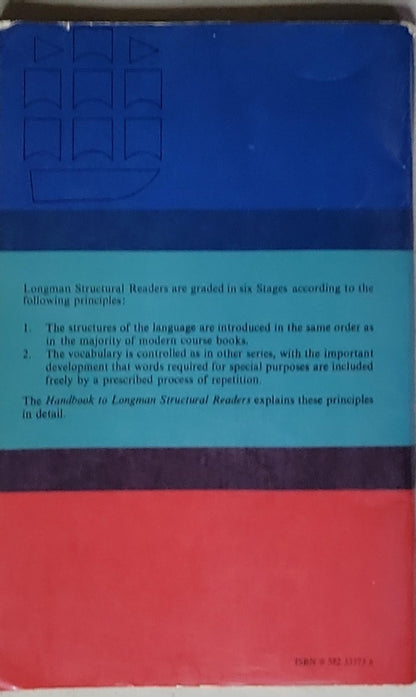 Longman Structural Readers are graded in six Stages according to the
following principles:
1. The structures of the language are introduced in the same order as
in the majority of modern course books.
2. The vocabulary is controlled as in other series, with the important
development that words required for special purposes are included
freely by a prescribed process of repetition.
The Handbook to Longman Structural Readers explains these principles
in detail.
ISBN 0 582